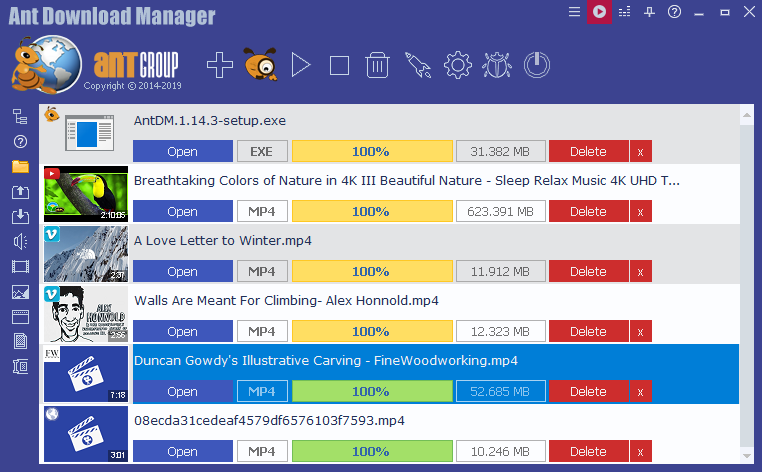 Ant Download Manager
ANT GROUP
Copyright © 2014-2019
AntDM.1.14.3-setup.exe
Open EXE 100% 31.382 MB Delete x
Breathtaking Colors of Nature in 4K III Beautiful Nature - Sleep Relax Music 4K UHD T...
2:10:05
Open MP4 100% 623.391 MB Delete x
A Love Letter to Winter.mp4
2:37
Open MP4 100% 11.912 MB Delete x
Walls Are Meant For Climbing- Alex Honnold.mp4
ALEX
HONNOLD
2:56
Open MP4 100% 12.323 MB Delete x
FW
Duncan Gowdy's Illustrative Carving - FineWoodworking.mp4
7:18
Open MP4 100% 52.685 MB Delete x
08ecda31cedeaf4579df6576103f7593.mp4
3:01
Open MP4 100% 10.246 MB Delete x